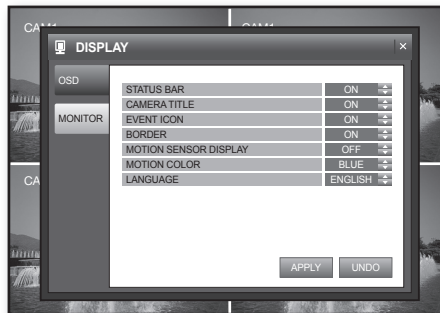 CAM1
DISPLAY
OSD
MONITOR
STATUS BAR ON
CAMERA TITLE ON
EVENT ICON ON
BORDER ON
MOTION SENSOR DISPLAY OFF
MOTION COLOR BLUE
LANGUAGE ENGLISH
CA
APPLY UNDO